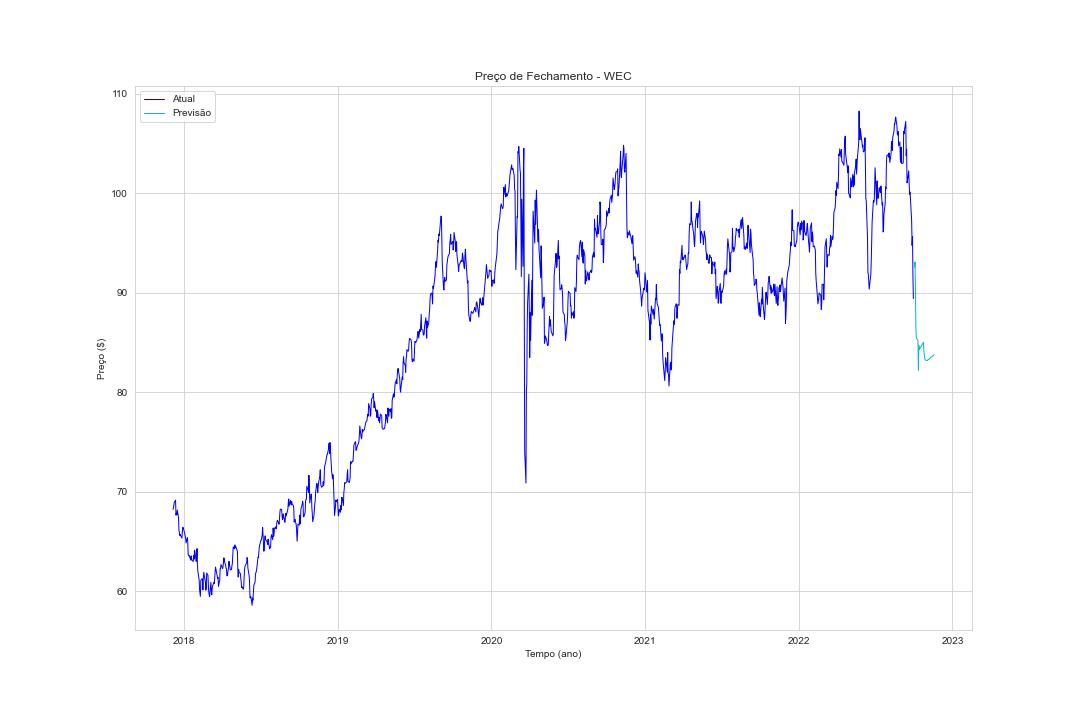 Preço de Fechamento - WEC
Atual
Previsão
110
100
90
80
70
60
Preço ($)
2018 2019 2020 2021 2022 2023
Tempo (ano)